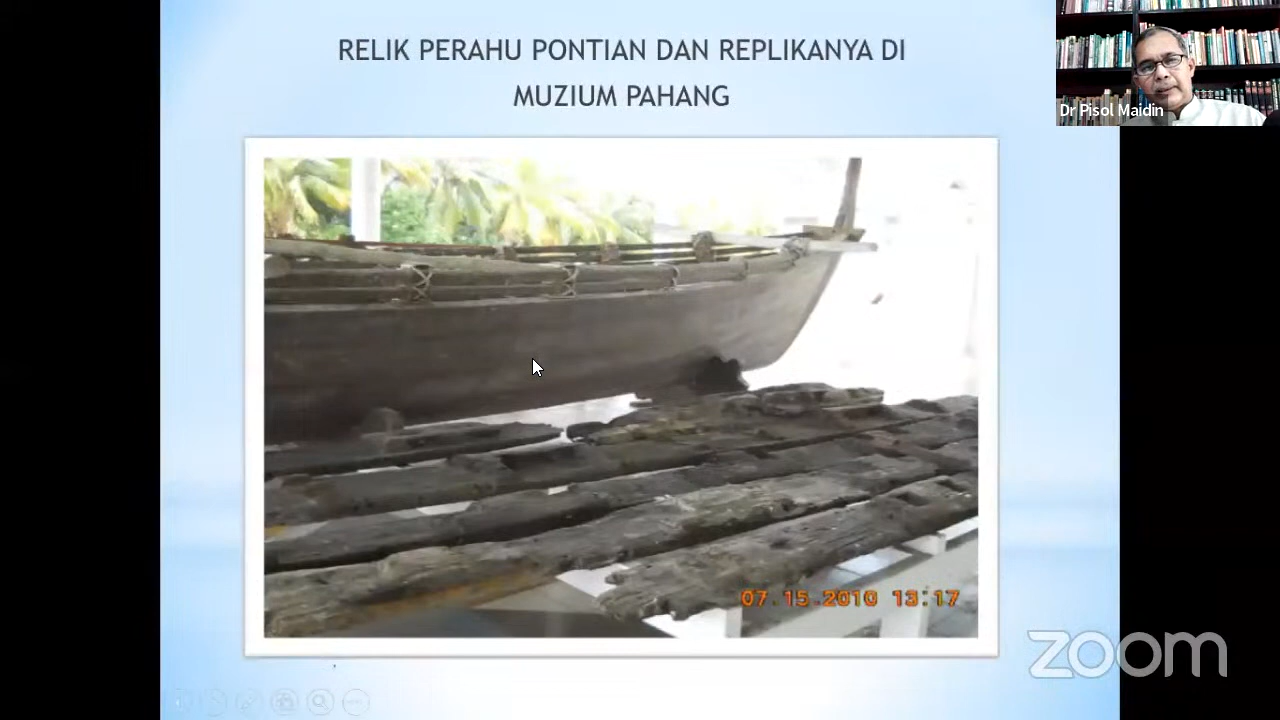 RELIK PERAHU PONTIAN DAN REPLIKANYA DI
MUZIUM PAHANG
Dr Pisol Maidin
07.15.2010 13:17
zoom